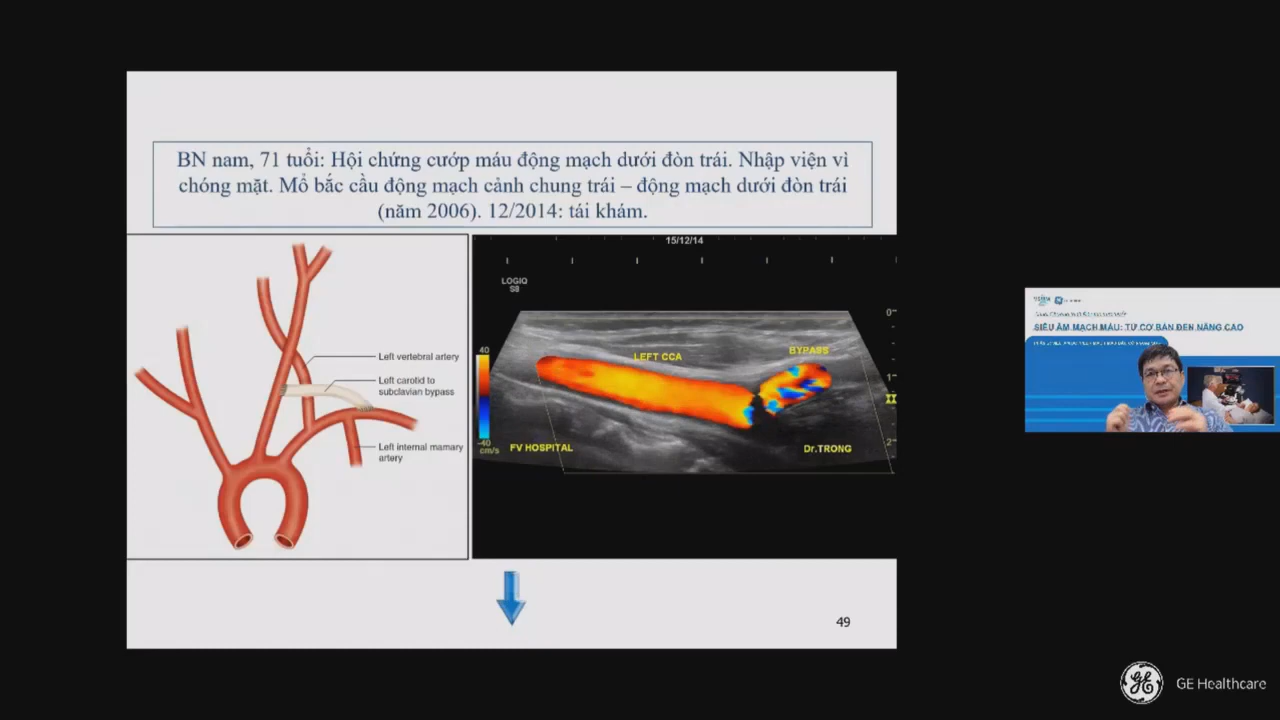 BN nam, 71 tuổi: Hội chứng cướp máu động mạch dưới đòn trái. Nhập viện vì
chóng mặt. Mổ bắc cầu động mạch cảnh chung trái – động mạch dưới đòn trái
(năm 2006). 12/2014: tái khám.
Left vertebral artery
Left carotid to
subclavian bypass
Left internal mamary
artery
15/12/14
LOGIQ
S8
40
-40
cm/s
LEFT CCA
BYPASS
FV HOSPITAL
Dr.TRONG
0
1
2
49
SIÊU ÂM MẠCH MÁU: TỪ CƠ BẢN ĐẾN NÂNG CAO
GE Healthcare